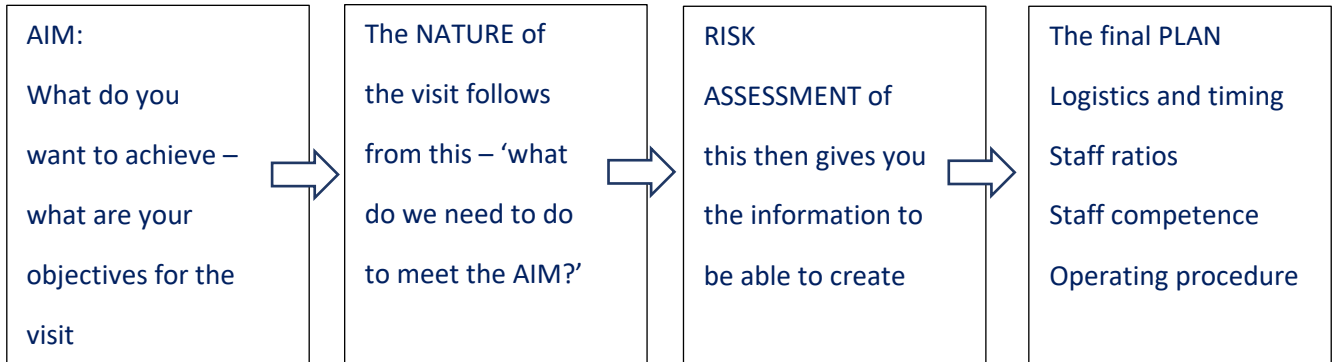 AIM:
What do you
want to achieve –
what are your
objectives for the
visit
The NATURE of
the visit follows
from this – ‘what
do we need to do
to meet the AIM?’
RISK
ASSESSMENT of
this then gives you
the information to
be able to create
The final PLAN
Logistics and timing
Staff ratios
Staff competence
Operating procedure